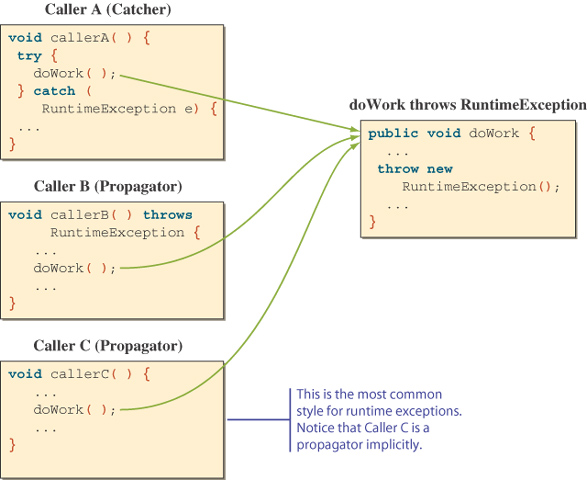 Caller A (Catcher)
void callerA( ) {
try {
doWork( );
} catch (
RuntimeException e) {
...
}
Caller B (Propagator)
void callerB( ) throws
RuntimeException {
...
doWork( );
...
}
Caller C (Propagator)
void callerC( ) {
...
doWork( );
...
}
doWork throws RuntimeException
public void doWork {
...
throw new
RuntimeException();
...
}
This is the most common
style for runtime exceptions.
Notice that Caller C is a
propagator implicitly.